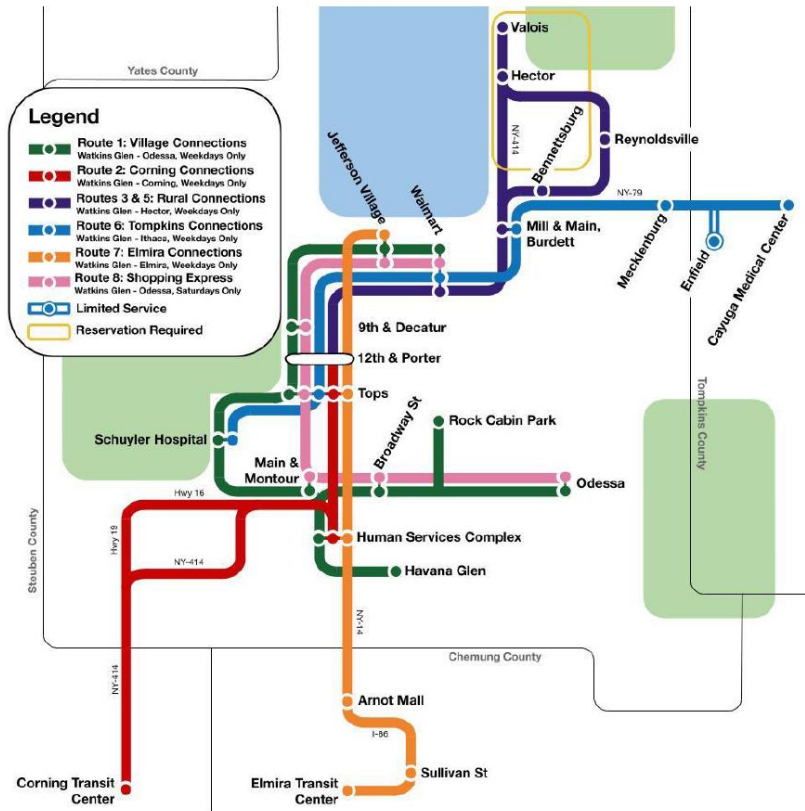 Yates County
Legend
Route 1: Village Connections
Watkins Glen - Odessa, Weekdays Only
Route 2: Corning Connections
Watkins Glen - Corning, Weekdays Only
Routes 3 & 5: Rural Connections
Watkins Glen - Hector, Weekdays Only
Route 6: Tompkins Connections
Watkins Glen - Ithaca, Weekdays Only
Route 7: Elmira Connections
Watkins Glen - Elmira, Weekdays Only
Route 8: Shopping Express
Watkins Glen - Odessa, Saturdays Only
Limited Service
Reservation Required
Valois
Hector
NY-414
Bennettsburg
Reynoldsville
NY-79
Jefferson Village
Walmart
Mill & Main,
Burdett
Mecklenburg
Enfield
Cayuga Medical Center
9th & Decatur
12th & Porter
Tops
Schuyler Hospital
Broadway St
Rock Cabin Park
Main &
Montour
Odessa
Tompkins County
Steuben County
Hwy 16
Hwy 19
NY-414
Human Services Complex
Havana Glen
NY-14
NY-414
Chemung County
Arnot Mall
I-86
Sullivan St
Corning Transit
Center
Elmira Transit
Center